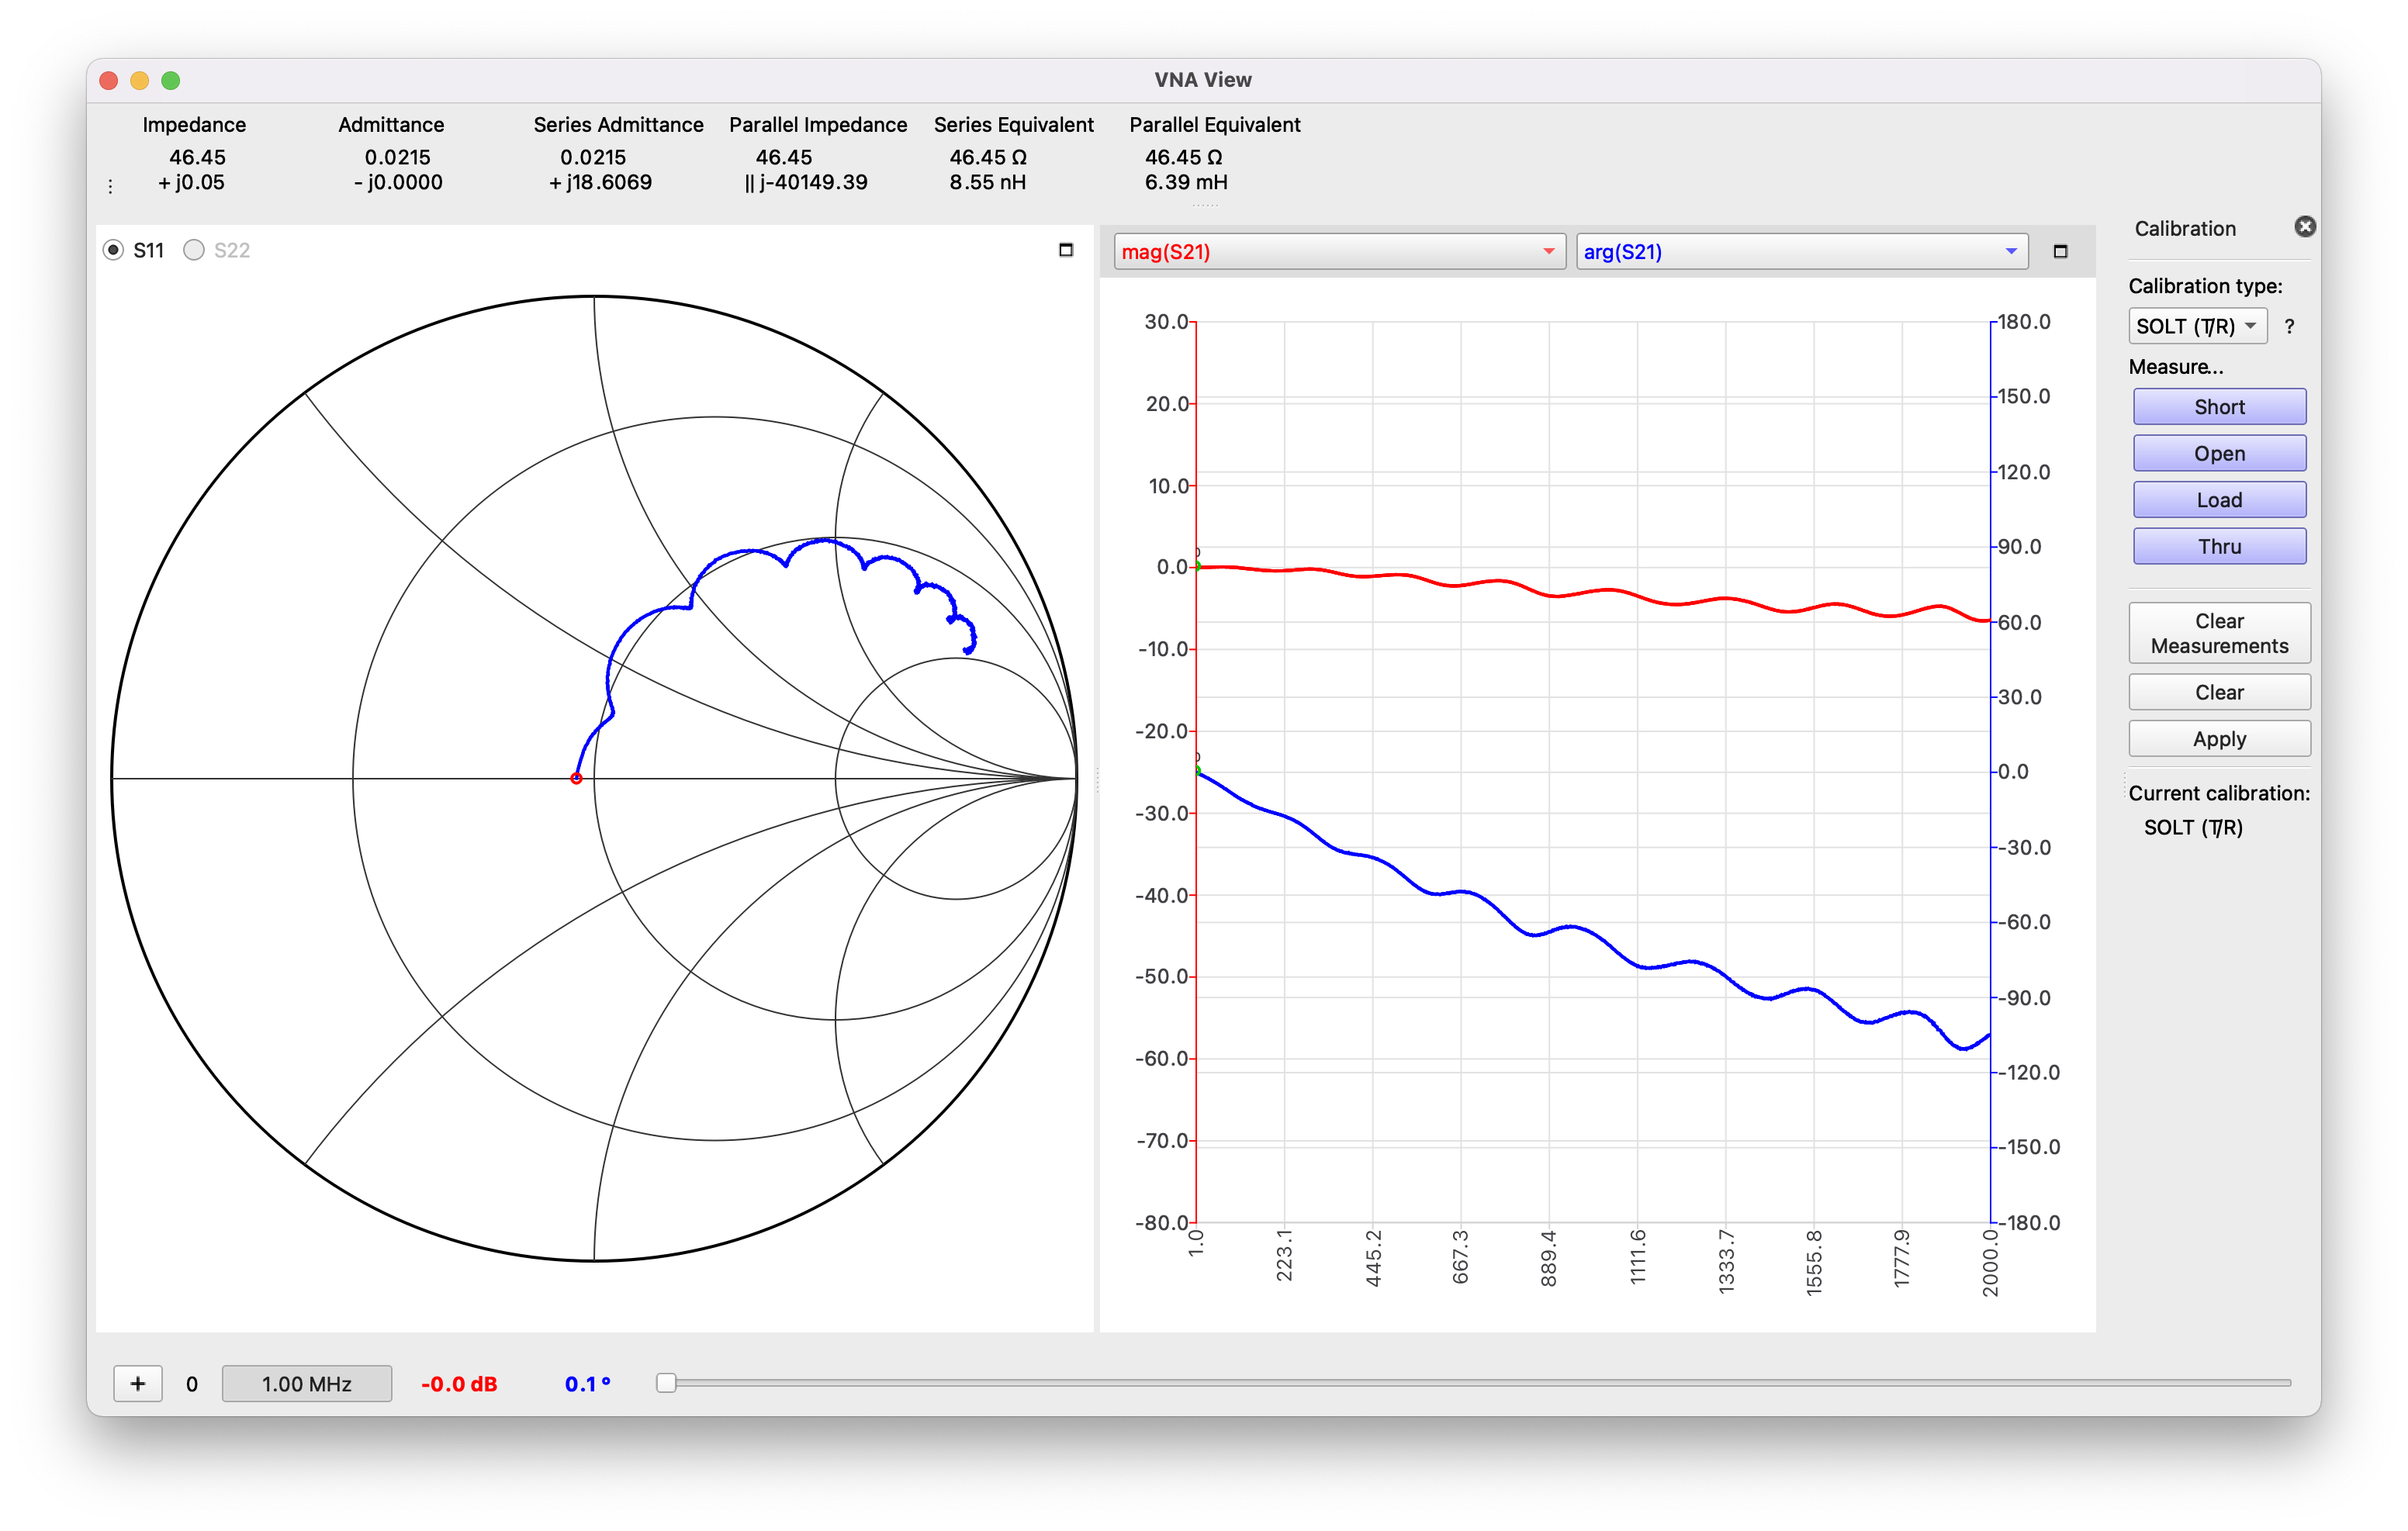 VNA View
Impedance Admittance Series Admittance Parallel Impedance Series Equivalent Parallel Equivalent
46.45 0.0215 0.0215 46.45 46.45 Ω 46.45 Ω
+ j0.05 - j0.0000 + j18.6069 || j-40149.39 8.55 nH 6.39 mH
S11 S22
mag(S21) arg(S21)
30.0
20.0
10.0
0.0
-10.0
-20.0
-30.0
-40.0
-50.0
-60.0
-70.0
-80.0
0
0
180.0
150.0
120.0
90.0
60.0
30.0
0.0
-30.0
-60.0
-90.0
-120.0
-150.0
-180.0
1.0 223.1 445.2 667.3 889.4 1111.6 1333.7 1555.8 1777.9 2000.0
Calibration
Calibration type:
SOLT (T/R) ?
Measure...
Short
Open
Load
Thru
Clear
Measurements
Clear
Apply
Current calibration:
SOLT (T/R)
+ 0 1.00 MHz -0.0 dB 0.1 °